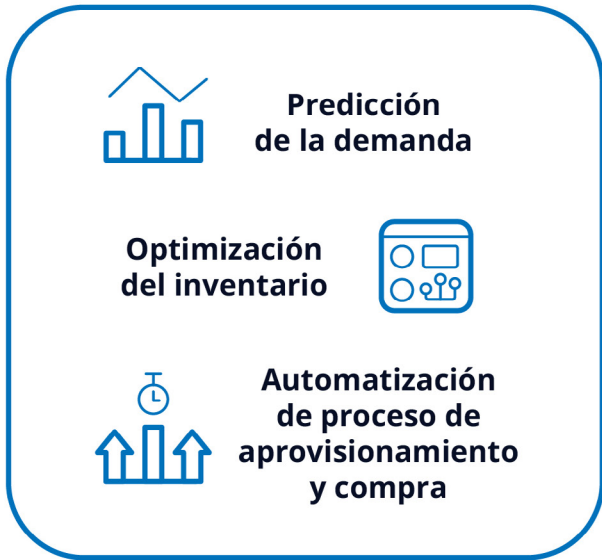 Predicción
de la demanda
Optimización
del inventario
Automatización
de proceso de
aprovisionamiento
y compra